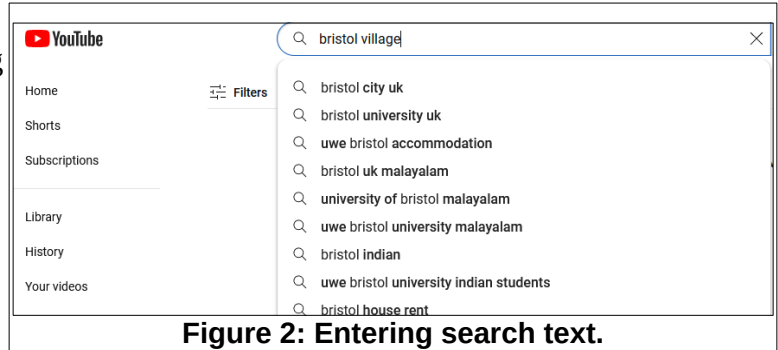 YouTube
bristol village
g
Home
Filters
Shorts
Subscriptions
Library
History
Your videos
bristol city uk
bristol university uk
uwe bristol accommodation
bristol uk malayalam
university of bristol malayalam
uwe bristol university malayalam
bristol indian
uwe bristol university indian students
bristol house rent
Figure 2: Entering search text.